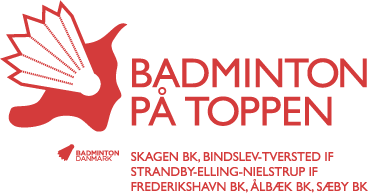 BADMINTON
PÅ TOPPEN
BADMINTON
DANMARK
SKAGEN BK, BINDSLEV-TVERSTED IF
STRANDBY-ELLING-NIELSTRUP IF
FREDERIKSHAVN BK, ÅLBÆK BK, SÆBY BK